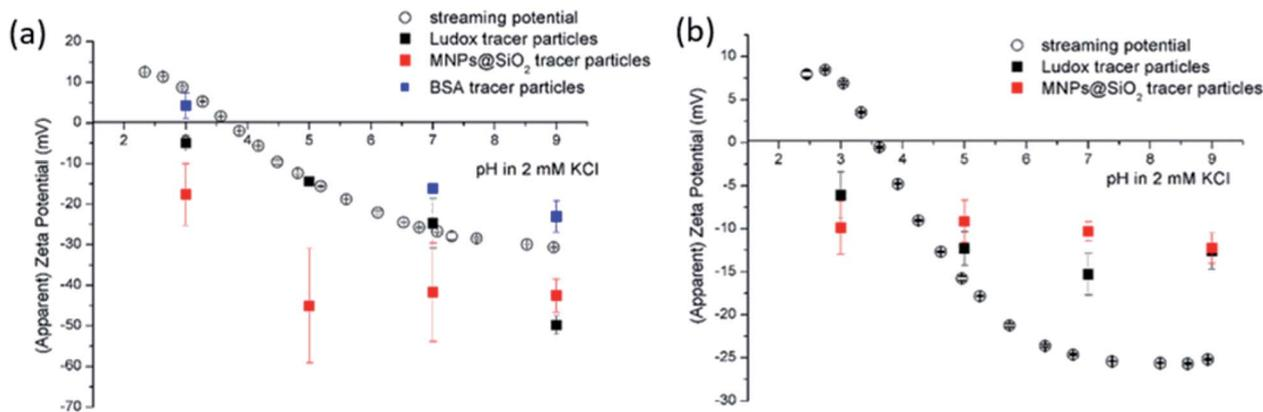 (a)
streaming potential
Ludox tracer particles
MNPs@SiO2 tracer particles
BSA tracer particles
(Apparent) Zeta Potential (mV)
20
10
0
-10
-20
-30
-40
-50
-60
-70
2
3
4
5
6
7
8
9
pH in 2 mM KCl
(b)
streaming potential
Ludox tracer particles
MNPs@SiO2 tracer particles
(Apparent) Zeta Potential (mV)
10
5
0
-5
-10
-15
-20
-25
-30
2
3
4
5
6
7
8
9
pH in 2 mM KCl